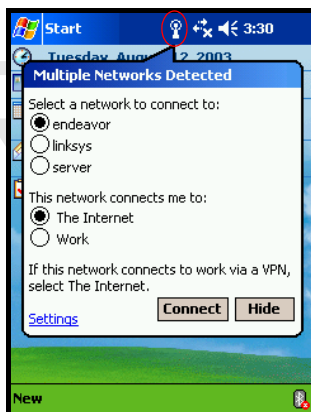 Start 3:30
Tuesday, August 12, 2003
Multiple Networks Detected
Select a network to connect to:
endeavor
linksys
server
This network connects me to:
The Internet
Work
If this network connects to work via a VPN,
select The Internet.
Settings Connect Hide
New